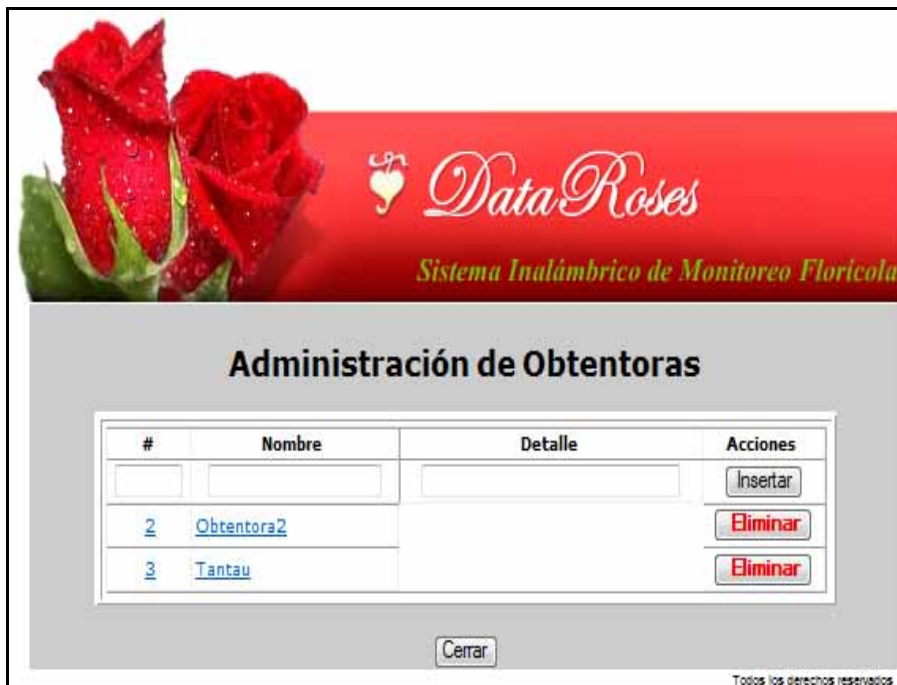 DataRoses
Sistema Inalámbrico de Monitoreo Florícola
Administración de Obtentoras
# Nombre Detalle Acciones
Insertar
2 Obtentora2 Eliminar
3 Tantau Eliminar
Cerrar
Todos los derechos reservados